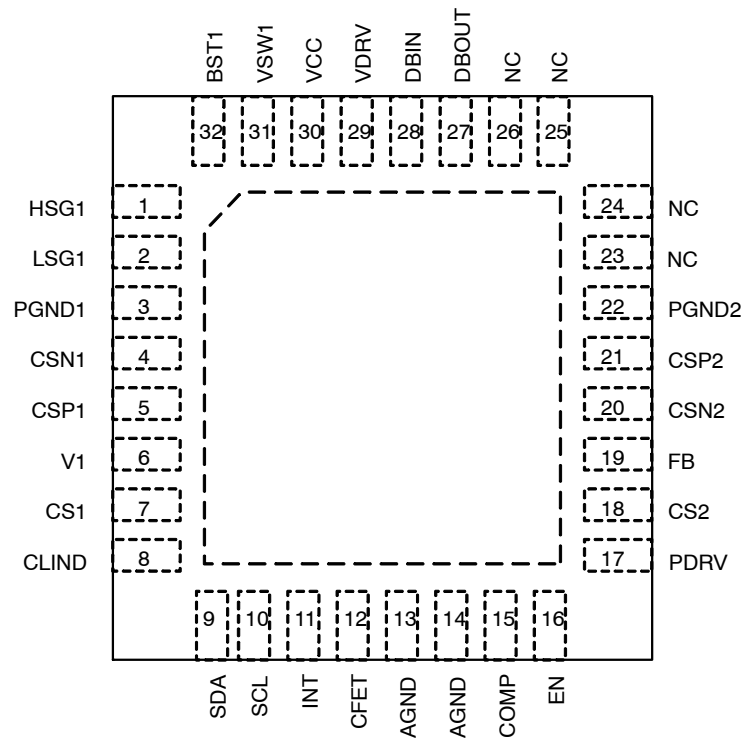 BST1 VSW1 VCC VDRV DBIN DBOUT NC NC
32 31 30 29 28 27 26 25
HSG1 1 24 NC
LSG1 2 23 NC
PGND1 3 22 PGND2
CSN1 4 21 CSP2
CSP1 5 20 CSN2
V1 6 19 FB
CS1 7 18 CS2
CLIND 8 17 PDRV
9 10 11 12 13 14 15 16
SDA SCL INT CFET AGND AGND COMP EN